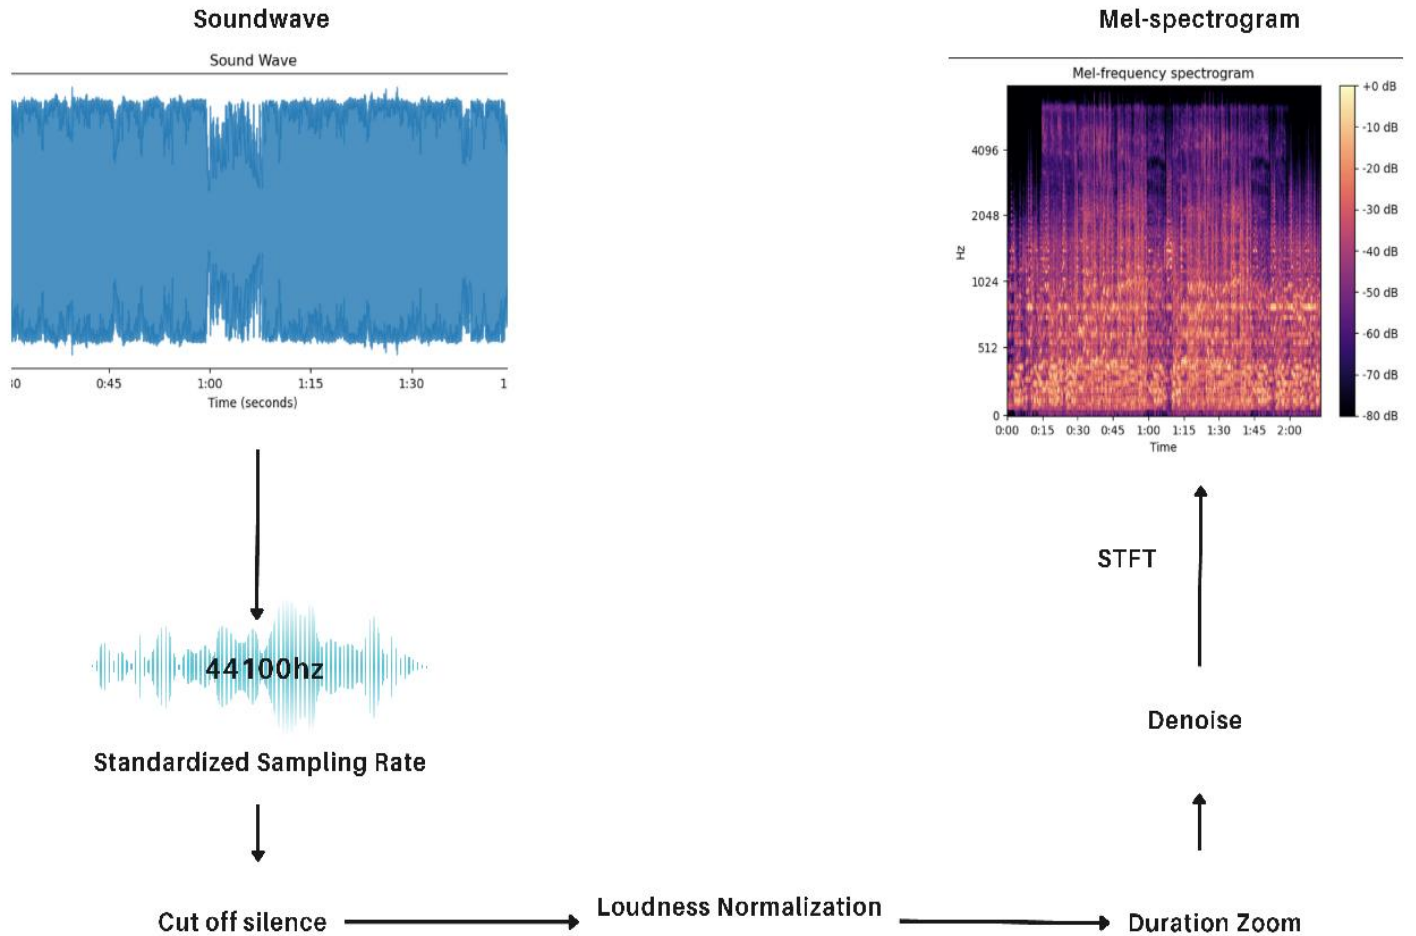 Soundwave
Sound Wave
30 0:45 1:00 1:15 1:30 1
Time (seconds)
44100hz
Standardized Sampling Rate
Cut off silence
Loudness Normalization
Duration Zoom
Denoise
STFT
Mel-spectrogram
Mel-frequency spectrogram
4096
2048
1024
512
0
Hz
0:00 0:15 0:30 0:45 1:00 1:15 1:30 1:45 2:00
Time
+0 dB
-10 dB
-20 dB
-30 dB
-40 dB
-50 dB
-60 dB
-70 dB
-80 dB